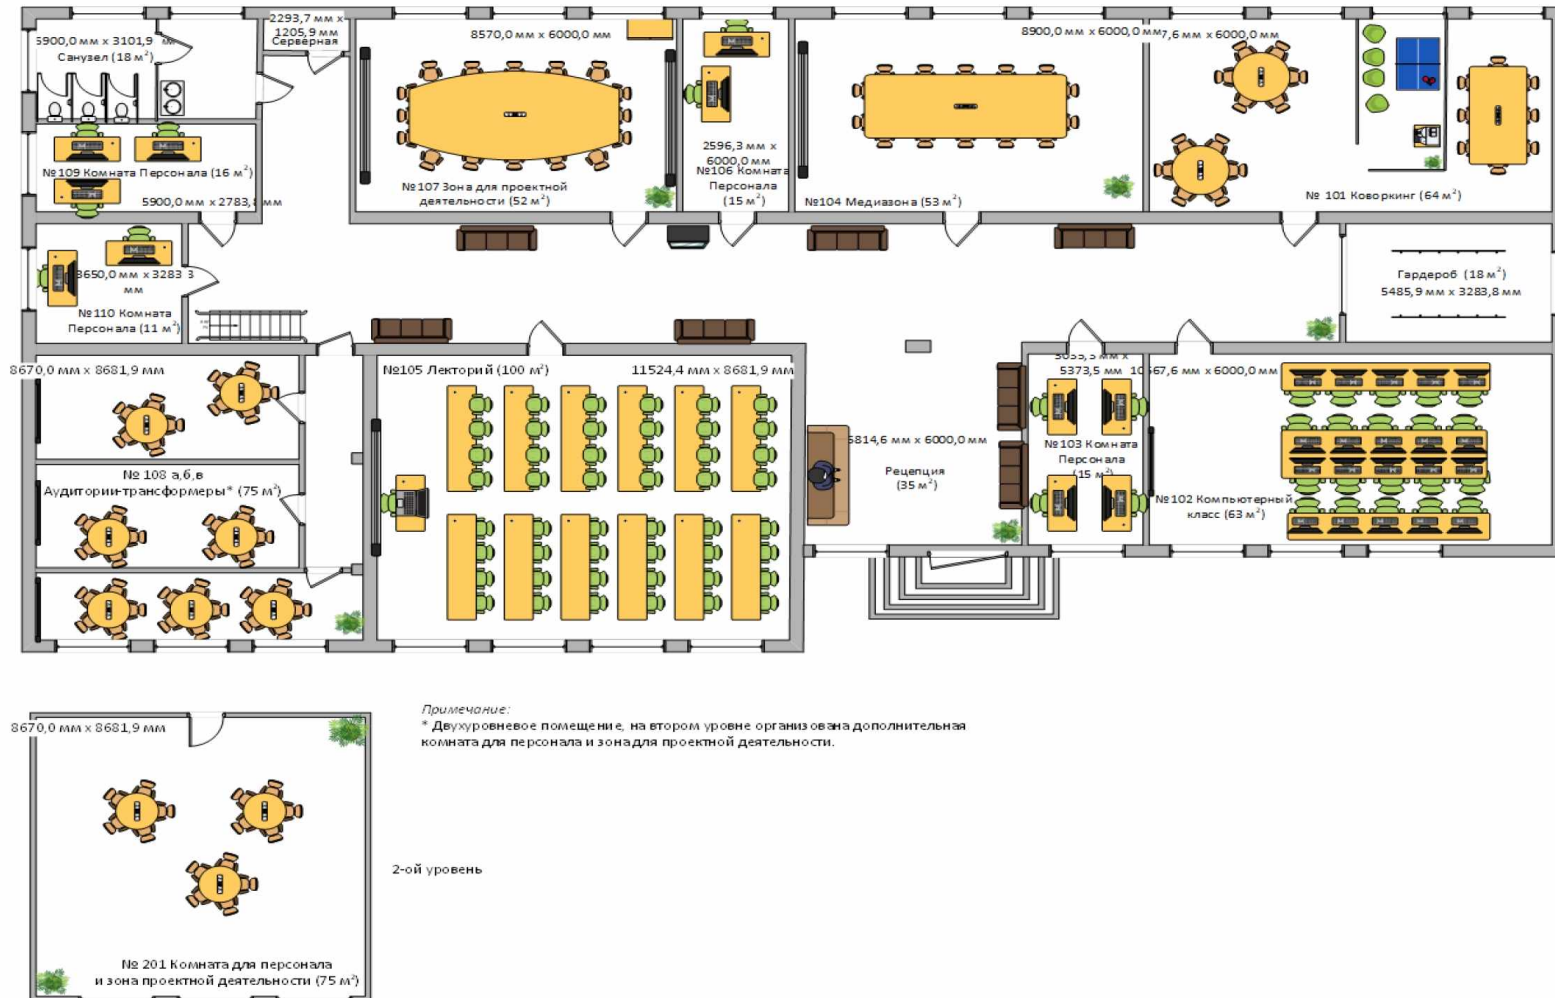 5900,0 мм x 3101,9 мм
Санузел (18 м²)
2293,7 мм x
1205,9 мм
Серверная
8570,0 мм x 6000,0 мм
№107 Зона для проектной
деятельности (52 м²)
2596,3 мм x
6000,0 мм
№106 Комната
Персонала
(15 м²)
8900,0 мм x 6000,0 мм
№104 Медиазона (53 м²)
7,6 мм x 6000,0 мм
№ 101 Коворкинг (64 м²)
№109 Комната Персонала (16 м²)
5900,0 мм x 2783, мм
3650,0 мм x 3283
мм
№110 Комната
Персонала (11 м²)
Гардероб (18 м²)
5485,9 мм x 3283,8 мм
8670,0 мм x 8681,9 мм
№ 108 а,б,в
Аудитории-трансформеры* (75 м²)
№105 Лекторий (100 м²)
11524,4 мм x 8681,9 мм
5814,6 мм x 6000,0 мм
Рецепция
(35 м²)
мм x
5373,5 мм
№103 Комната
Персонала
(15 м²)
6000,0 мм
№102 Компьютерный
класс (63 м²)
8670,0 мм x 8681,9 мм
Примечание:
* Двухуровневое помещение, на втором уровне организована дополнительная
комната для персонала и зона для проектной деятельности.
2-ой уровень
№ 201 Комната для персонала
и зона проектной деятельности (75 м²)